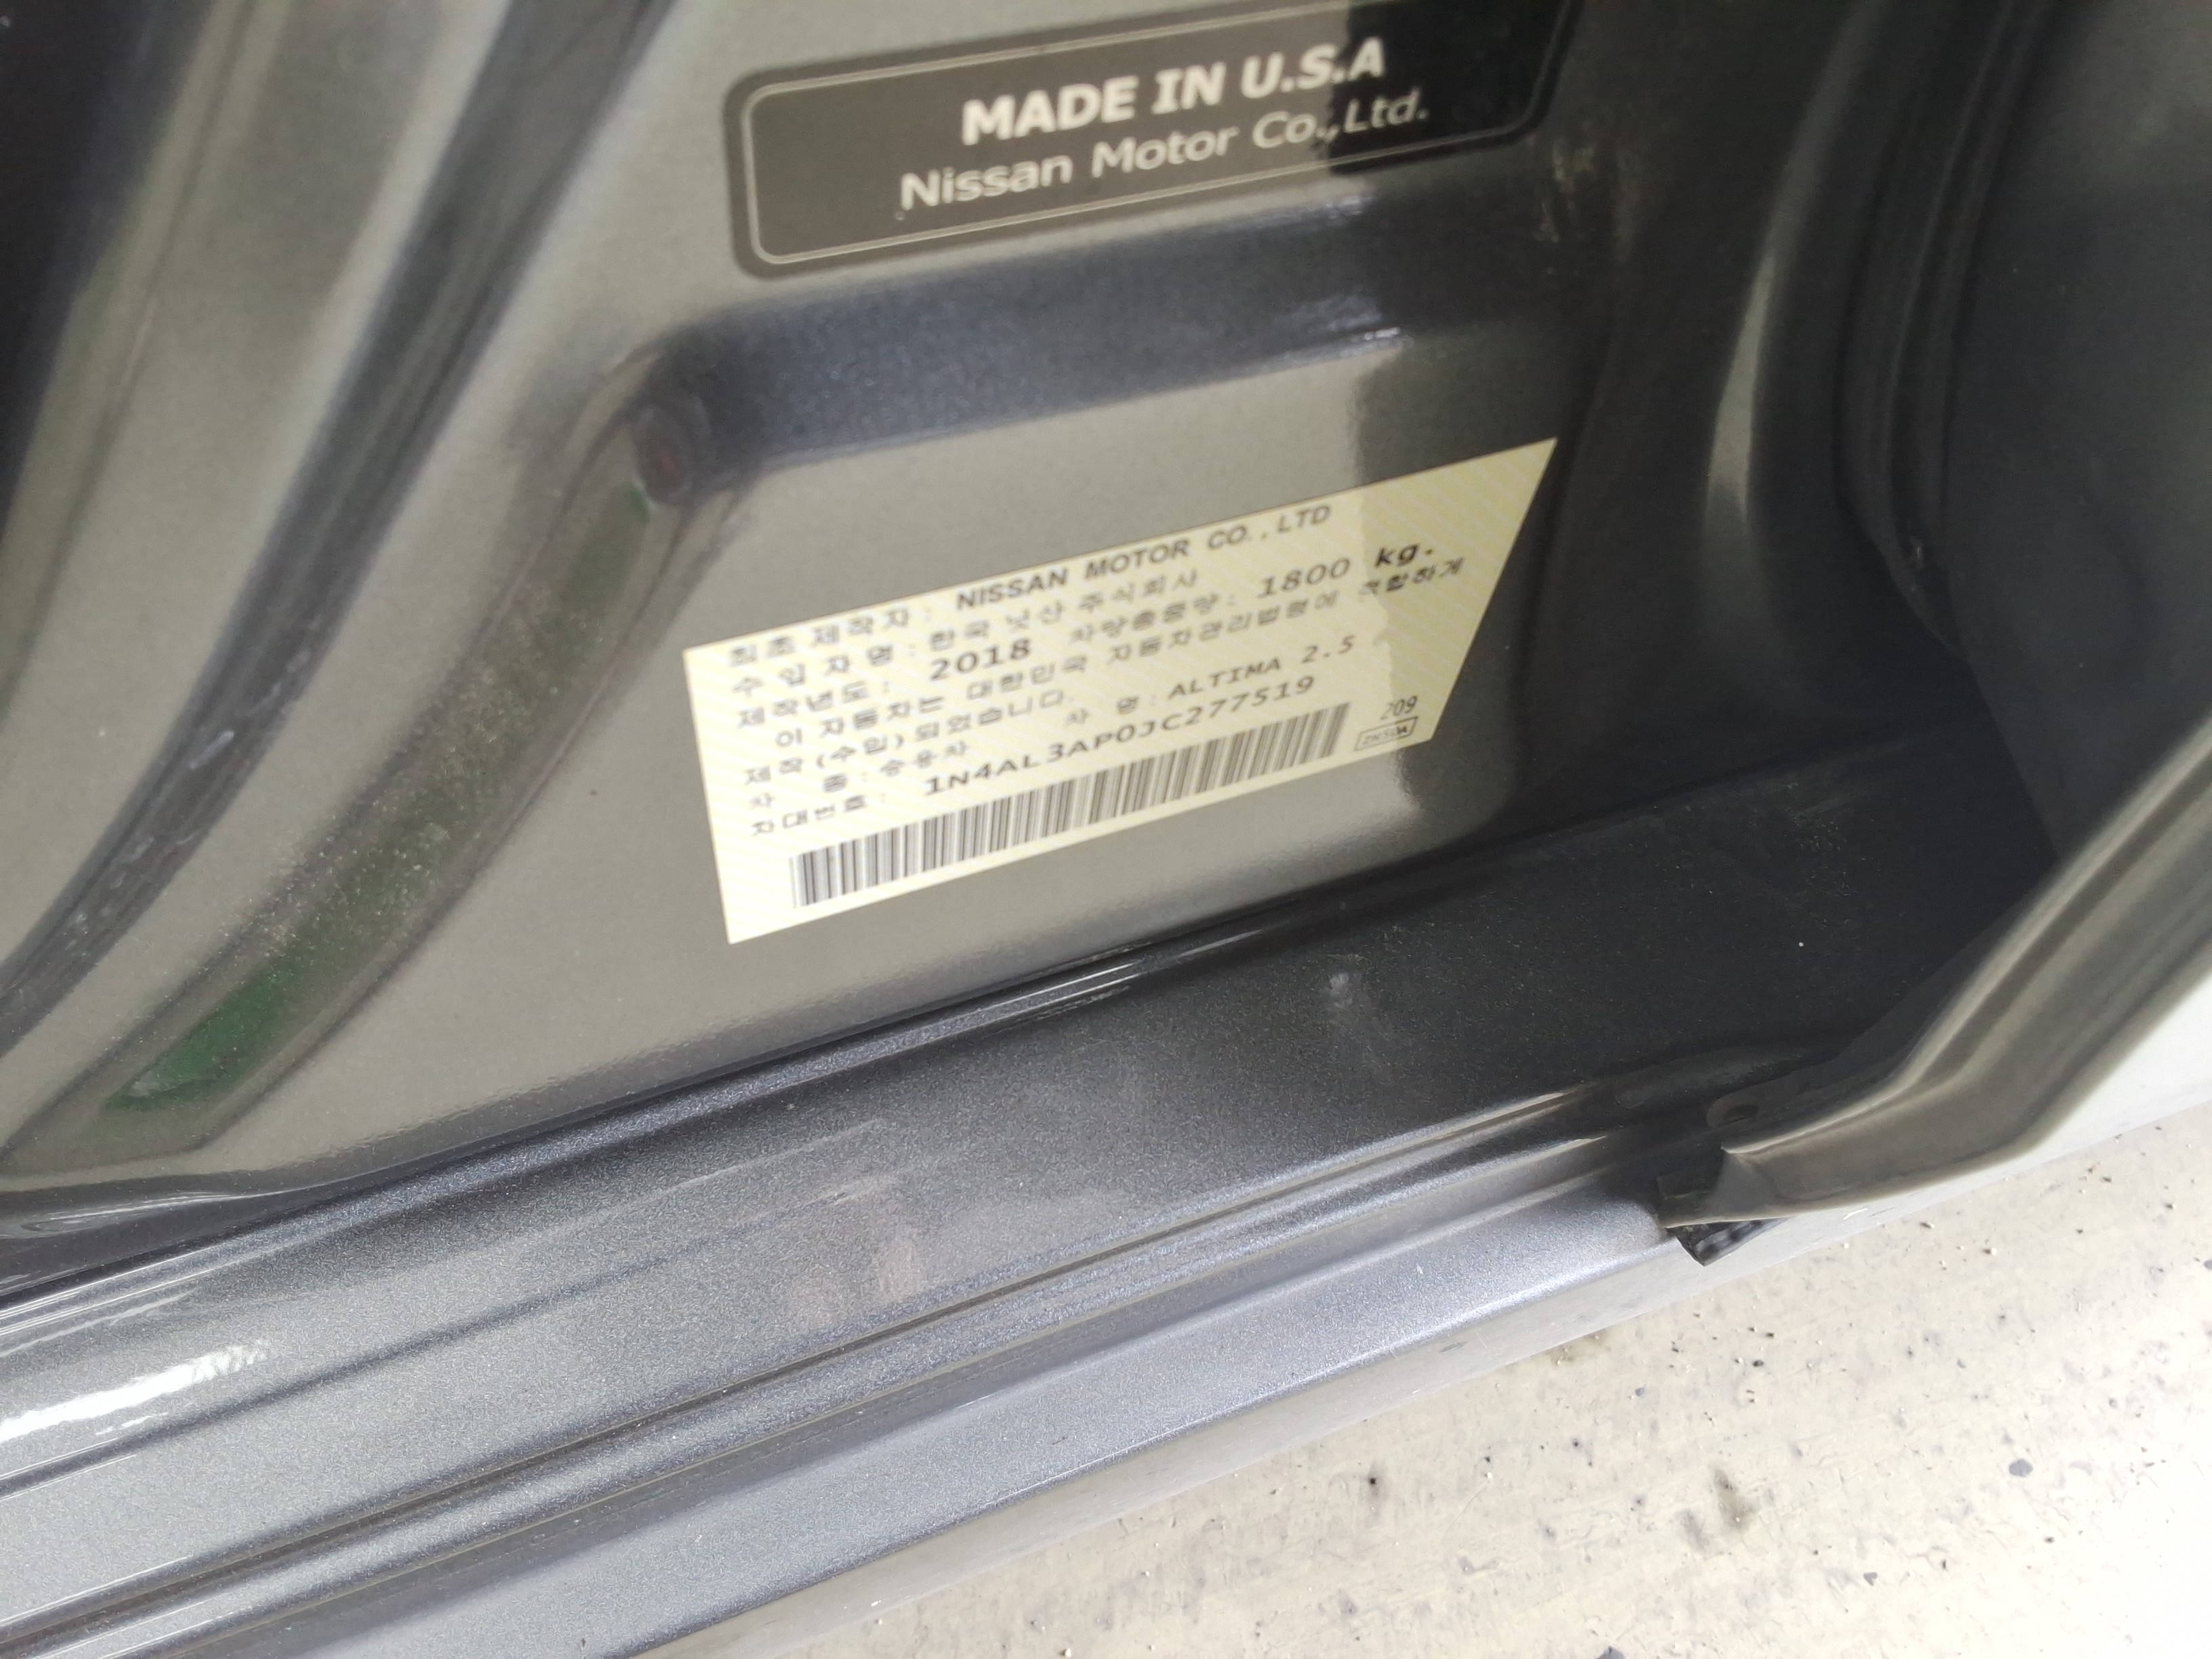 MADE IN U.S.A
Nissan Motor Co.,Ltd.
최초 제작자 : NISSAN MOTOR CO.,LTD
수 입 자 명 : 한국 닛산 주식회사
제작년도 : 2018 차량총중량 : 1800 kg.
이 자동차는 대한민국 자동차관리법령에 적합하게
제작(수입) 되었습니다.
차 종 : 승용차 차 명 : ALTIMA 2.5
차대번호 : 1N4AL3AP0JC277519
209